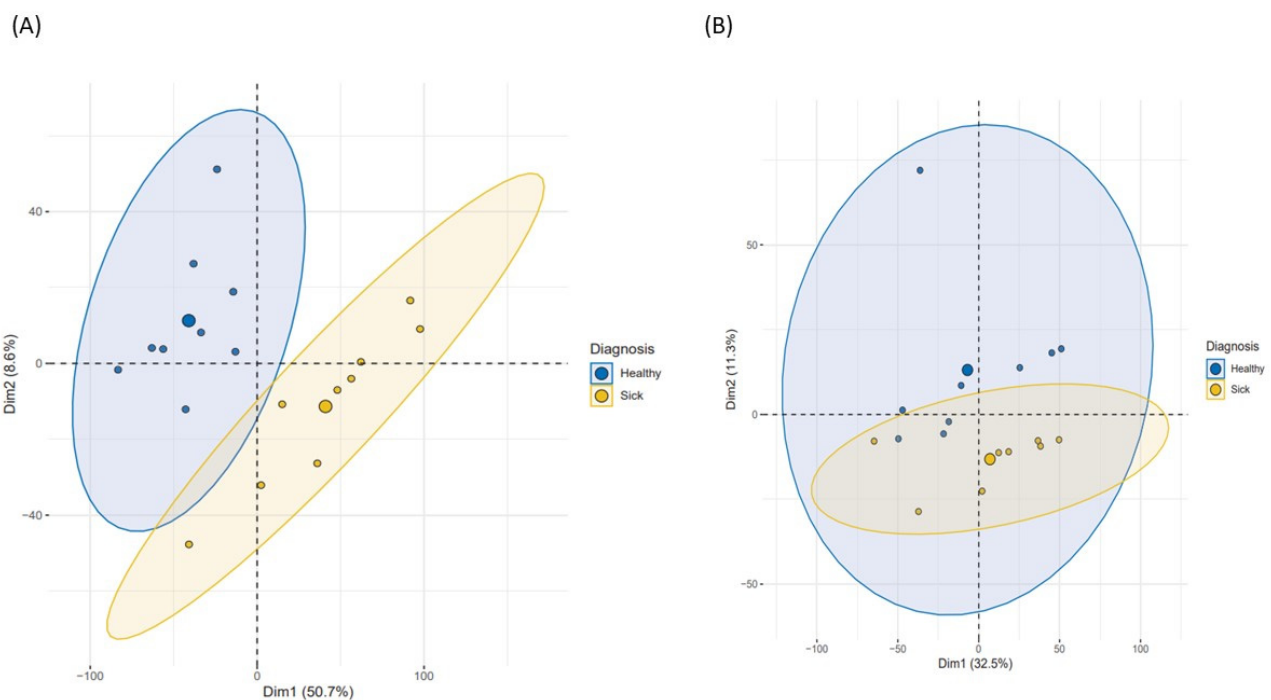 (A)
(B)
40
0
−40
Dim2 (8.6%)
−100
0
100
Dim1 (50.7%)
Diagnosis
Healthy
Sick
50
0
−50
Dim2 (11.3%)
−100
−50
0
50
100
Dim1 (32.5%)
Diagnosis
Healthy
Sick